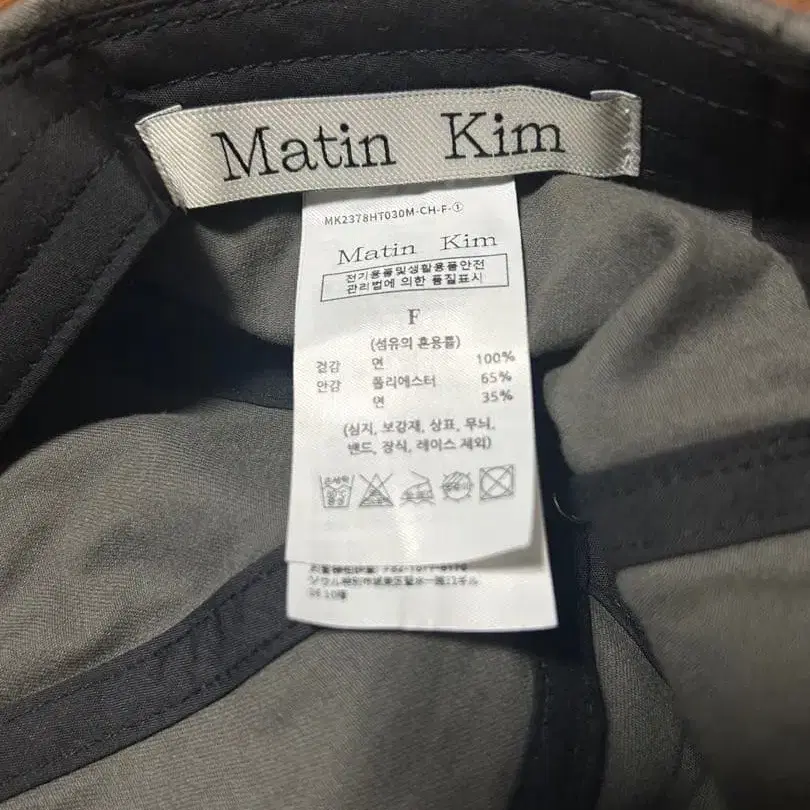 Matin Kim
MK2378HT030M-CH-F-①
Matin Kim
전기용품및생활용품안전
관리법에 의한 품질표시
F
(섬유의 혼용률)
겉감 면 100%
안감 폴리에스터 65%
면 35%
(심지, 보강재, 상표, 무늬,
밴드, 장식, 레이스 제외)
손세탁